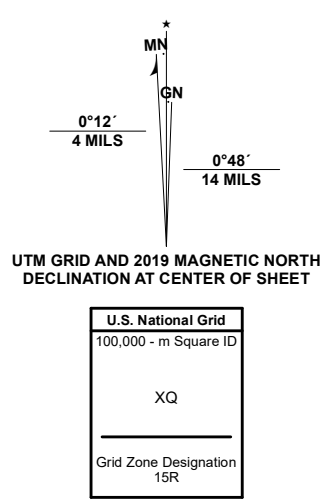 ★
MN
GN
0°12´
4 MILS
0°48´
14 MILS
UTM GRID AND 2019 MAGNETIC NORTH
DECLINATION AT CENTER OF SHEET
U.S. National Grid
100,000 - m Square ID
XQ
Grid Zone Designation
15R